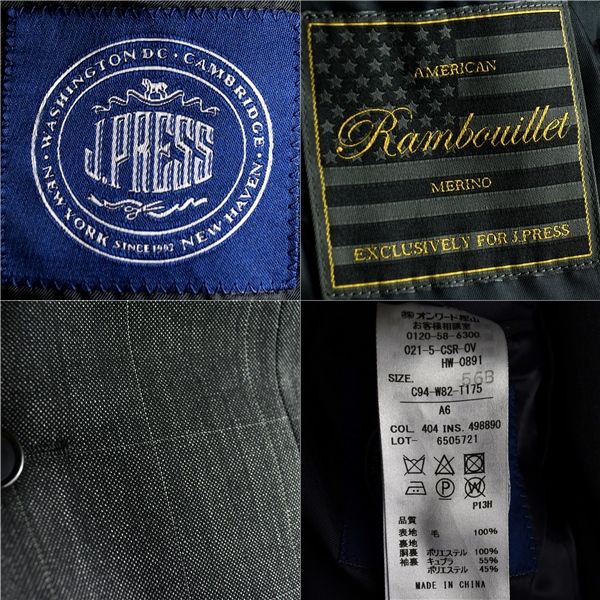 WASHINGTON DC · CAMBRIDGE ·
J.PRESS
· NEW YORK SINCE 1902 NEW HAVEN ·
AMERICAN
Rambouillet
MERINO
EXCLUSIVELY FOR J.PRESS
㈱オンワード樫山
お客様相談室
0120-58-6300
021-5-CSR-OV
HW-0891
SIZE. 56B
C94-W82-T175
A6
COL. 404 INS. 498890
LOT- 6505721
P13H
品質
表地 毛 100%
裏地
胴裏 ポリエステル 100%
袖裏 キュプラ 55%
ポリエステル 45%
MADE IN CHINA